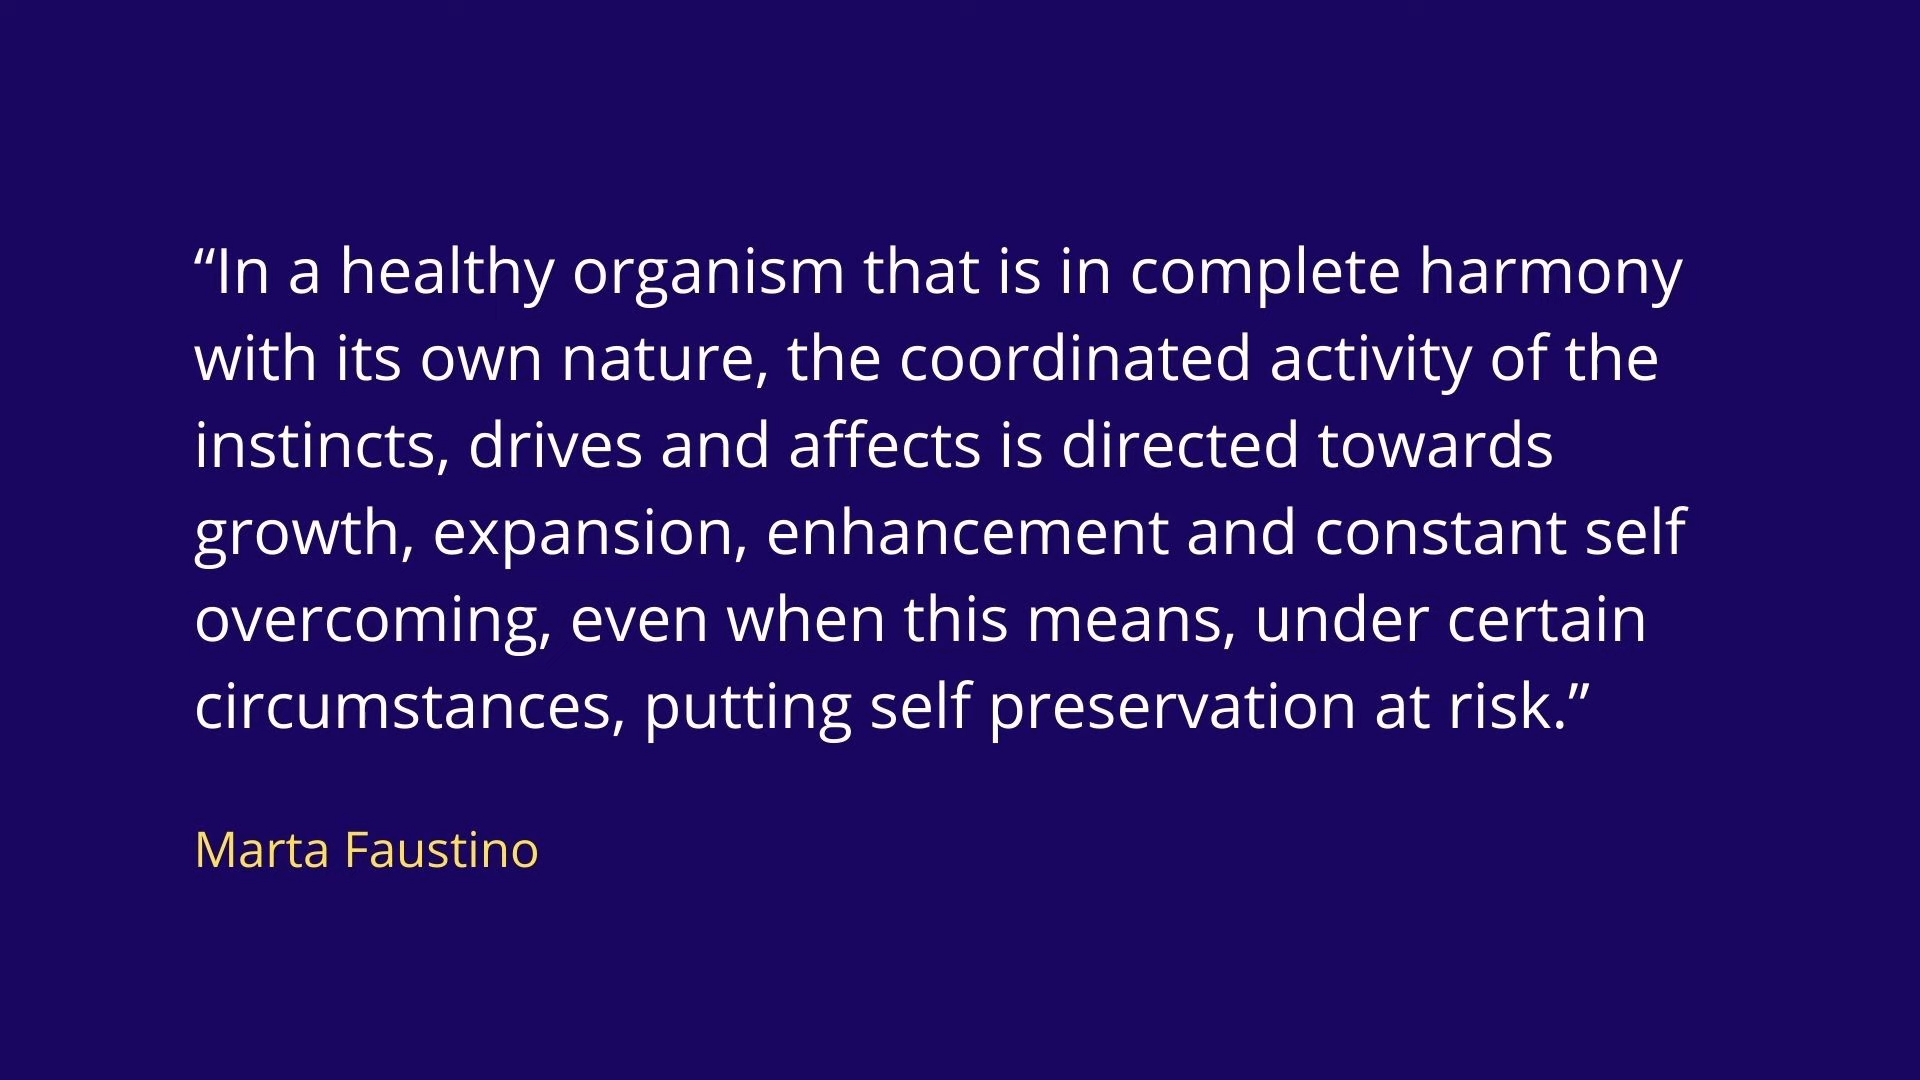 “In a healthy organism that is in complete harmony
with its own nature, the coordinated activity of the
instincts, drives and affects is directed towards
growth, expansion, enhancement and constant self
overcoming, even when this means, under certain
circumstances, putting self preservation at risk.”
Marta Faustino